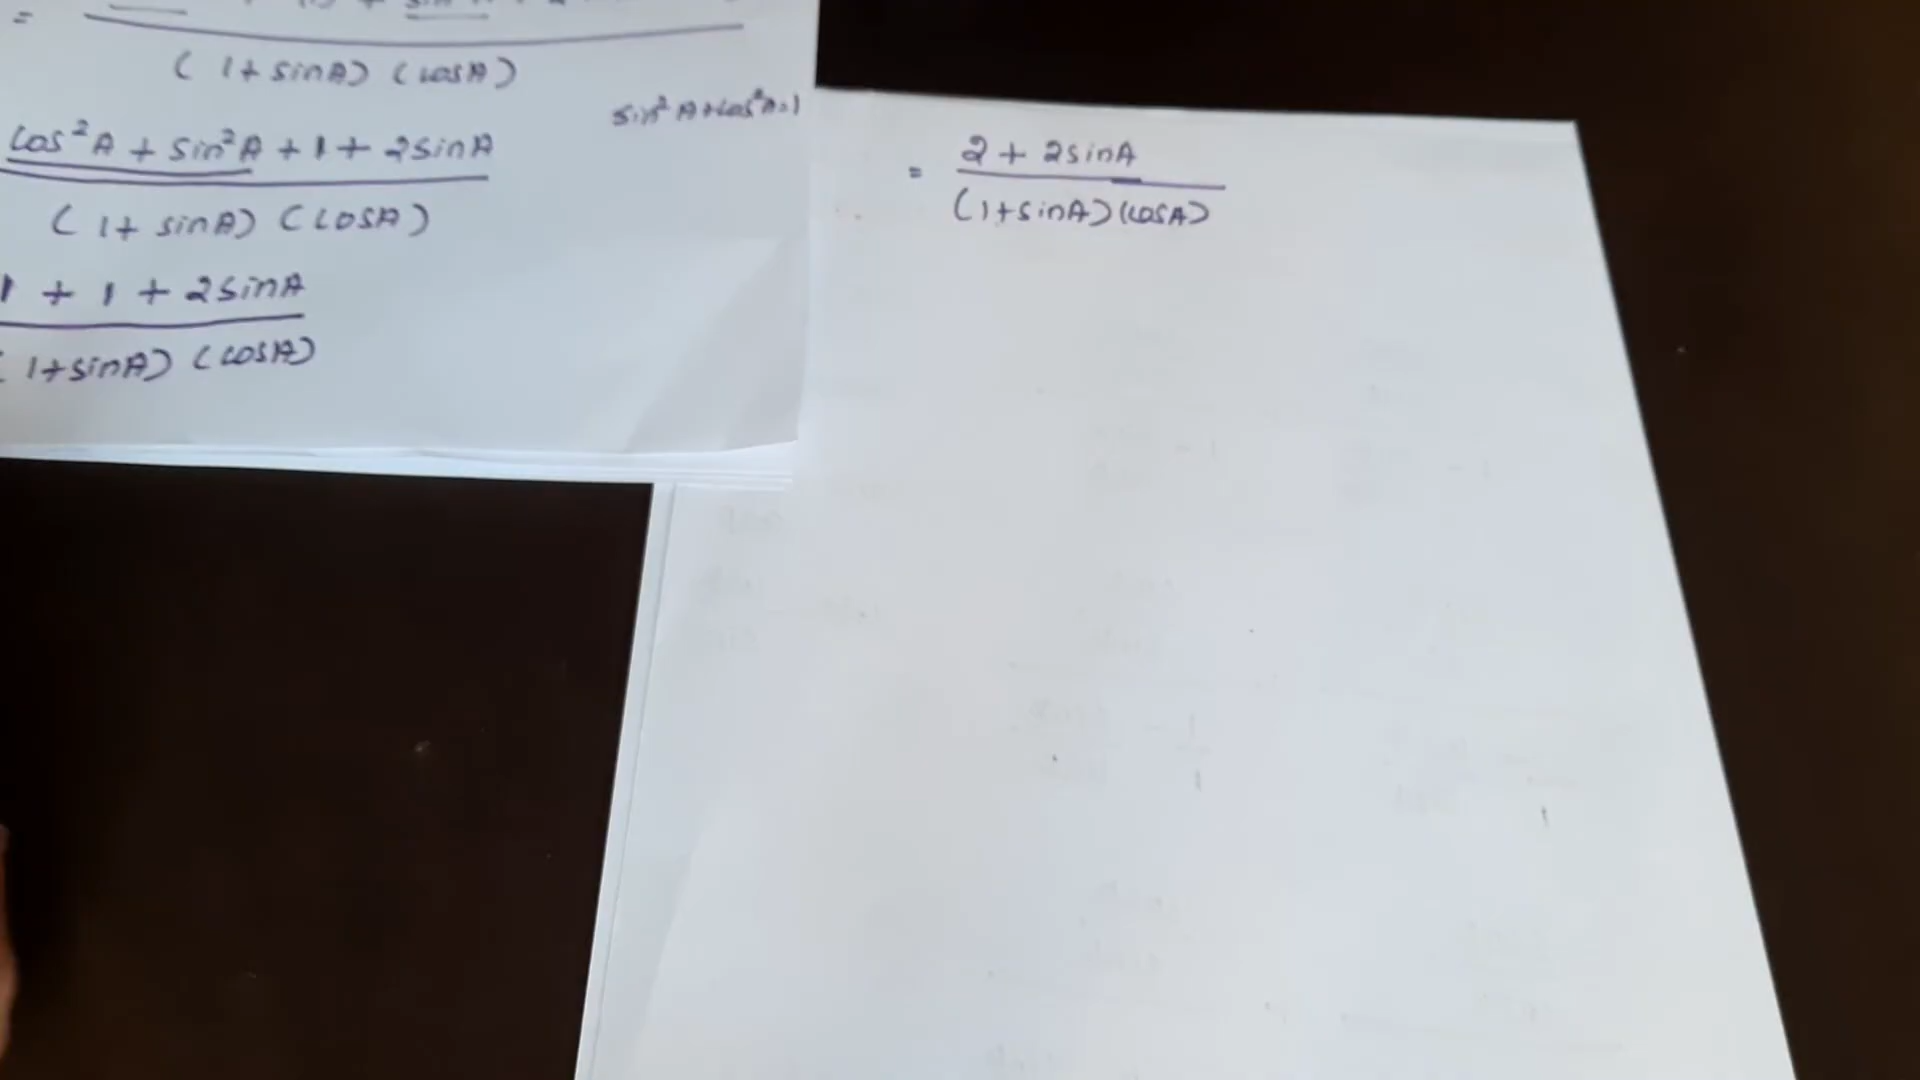 =
(1+sinA) (cosA)
sin²A+cos²A=1
cos²A + sin²A + 1 + 2sinA
(1+ sinA) (cosA)
1 + 1 + 2sinA
(1+sinA) (cosA)
= 2 + 2sinA
(1+sinA)(cosA)